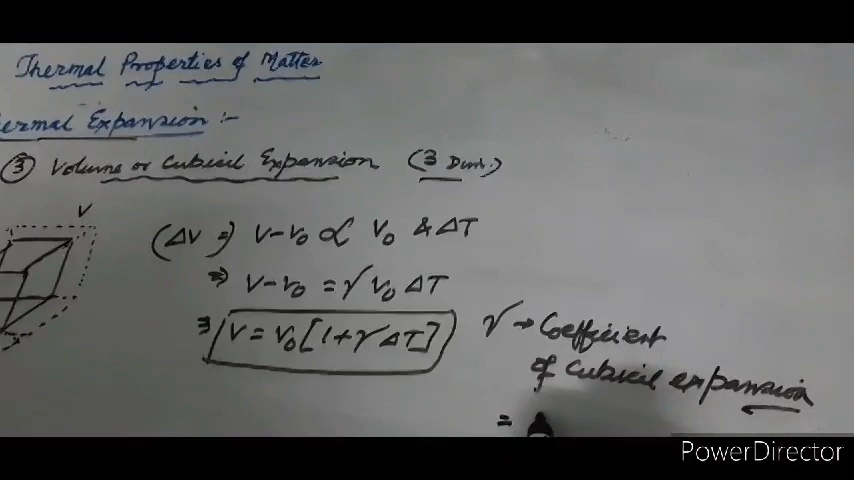 Thermal Properties of Matter
ermal Expansion :-
③ Volume or Cubical Expansion (3 Dim.)
V
(ΔV =) V-V₀ ∝ V₀ & ΔT
⇒ V-V₀ = γ V₀ ΔT
⇒ V = V₀ [1+γ ΔT]
γ → Coefficient
of Cubical expansion
=
PowerDirector